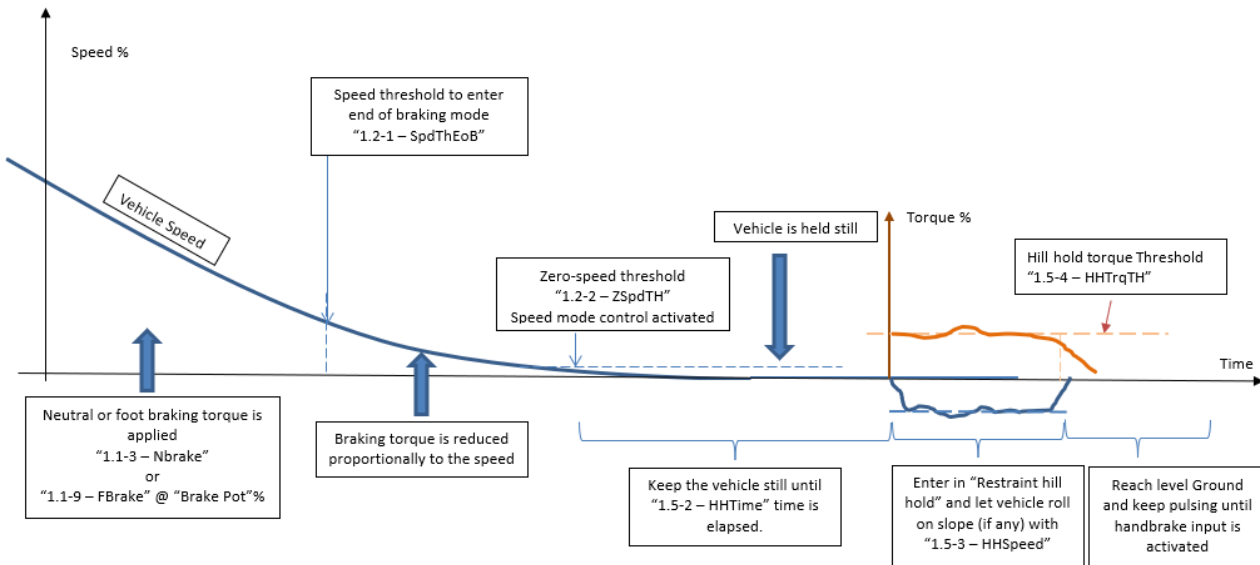 Speed %
Speed threshold to enter
end of braking mode
“1.2-1 – SpdThEoB”
Vehicle Speed
Vehicle is held still
Torque %
Hill hold torque Threshold
“1.5-4 – HHTrqTH”
Zero-speed threshold
“1.2-2 – ZSpdTH”
Speed mode control activated
Time
Neutral or foot braking torque is
applied
“1.1-3 – Nbrake”
or
“1.1-9 – FBrake” @ “Brake Pot”%
Braking torque is reduced
proportionally to the speed
Keep the vehicle still until
“1.5-2 – HHTime” time is
elapsed.
Enter in “Restraint hill
hold” and let vehicle roll
on slope (if any) with
“1.5-3 – HHSpeed”
Reach level Ground
and keep pulsing until
handbrake input is
activated